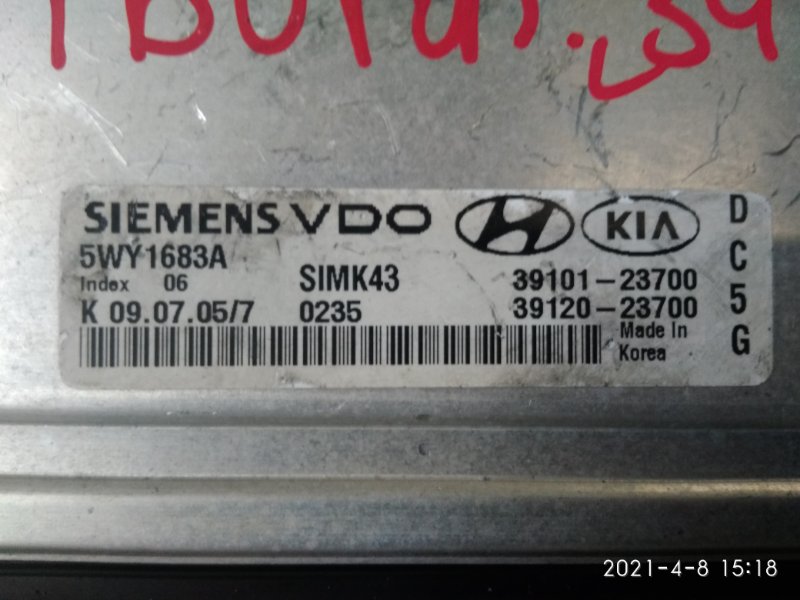 SIEMENS VDO KIA
5WY1683A
Index 06 SIMK43 39101-23700
K 09.07.05/7 0235 39120-23700
Made In
Korea
D
C
5
G
2021-4-8 15:18